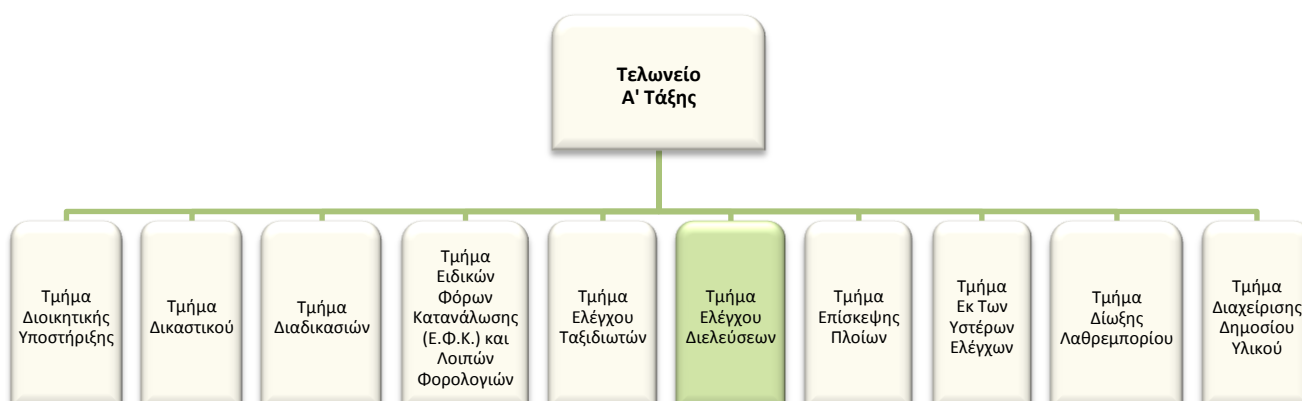 Τελωνείο
Α' Τάξης
Τμήμα
Διοικητικής
Υποστήριξης
Τμήμα
Δικαστικού
Τμήμα
Διαδικασιών
Τμήμα
Ειδικών
Φόρων
Κατανάλωσης
(Ε.Φ.Κ.) και
Λοιπών
Φορολογιών
Τμήμα
Ελέγχου
Ταξιδιωτών
Τμήμα
Ελέγχου
Διελεύσεων
Τμήμα
Επίσκεψης
Πλοίων
Τμήμα
Εκ Των
Υστέρων
Ελέγχων
Τμήμα
Δίωξης
Λαθρεμπορίου
Τμήμα
Διαχείρισης
Δημοσίου
Υλικού